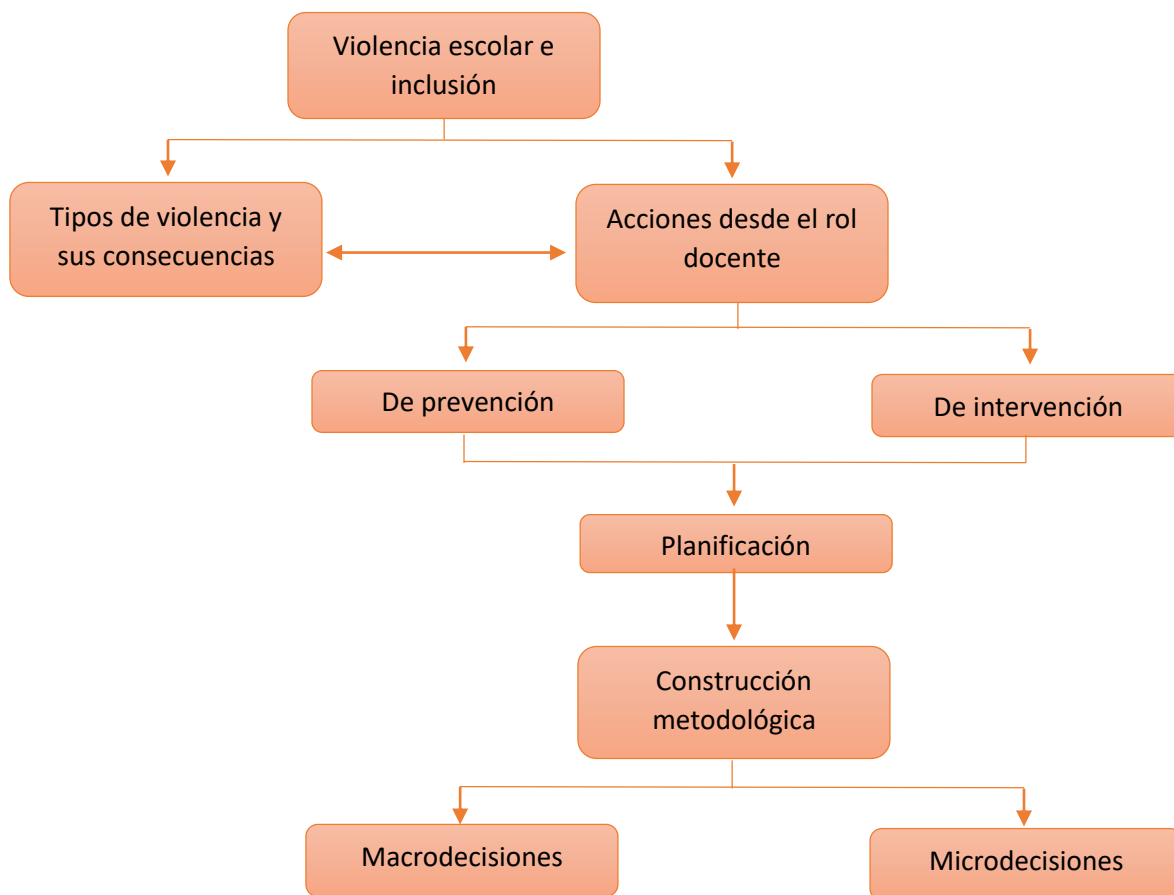 Violencia escolar e
inclusión
Tipos de violencia y
sus consecuencias
Acciones desde el rol
docente
De prevención
De intervención
Planificación
Construcción
metodológica
Macrodecisiones
Microdecisiones